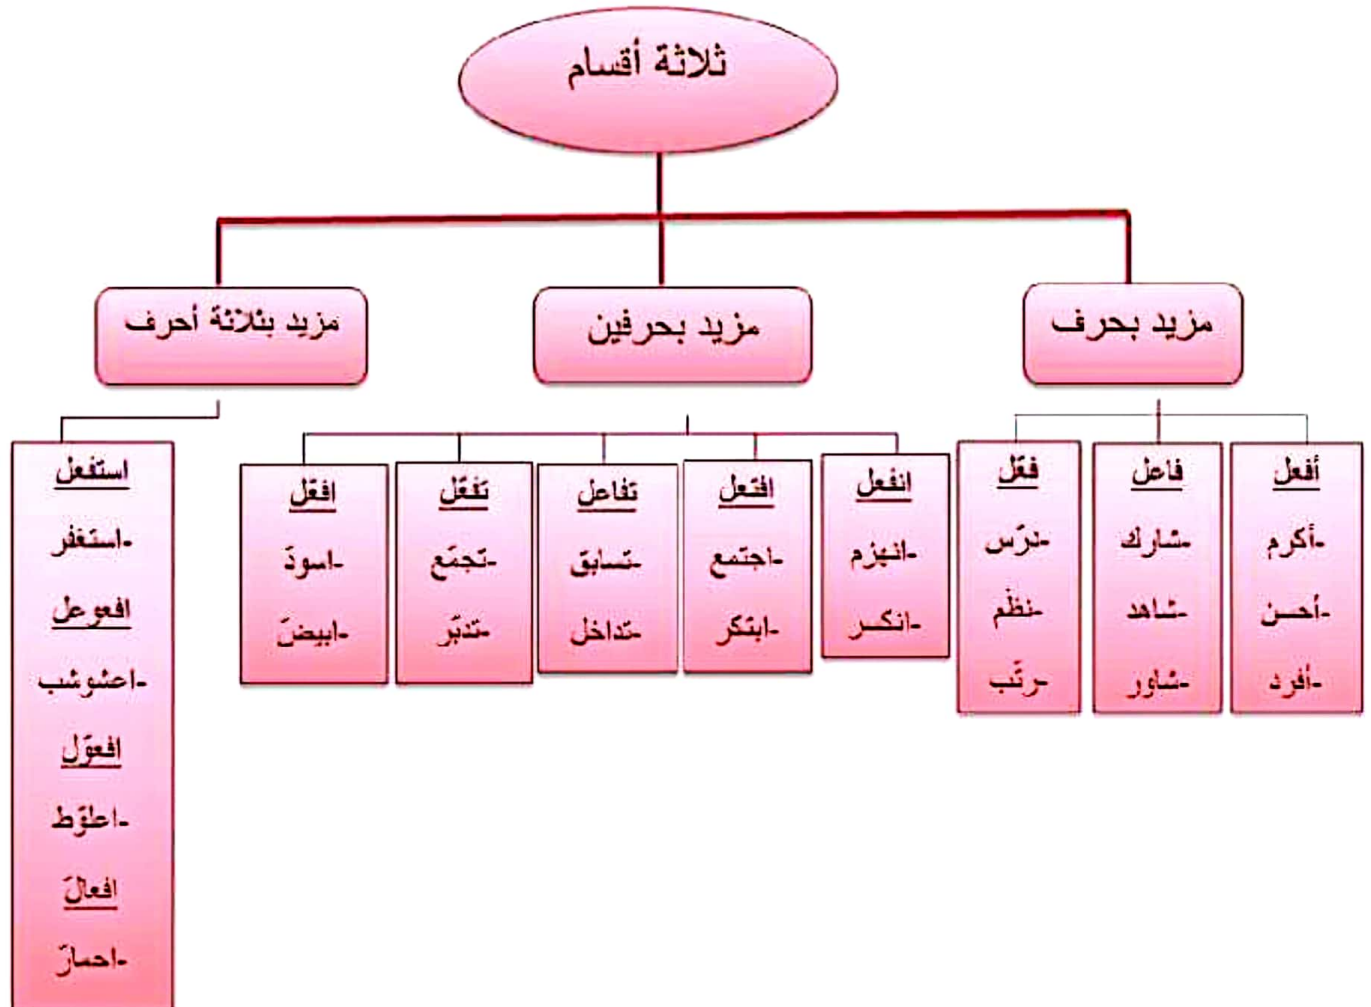 ثلاثة أقسام
مزيد بحرف
مزيد بحرفين
مزيد بثلاثة أحرف
أفعل
-أكرم
-أحسن
-أفرد
فاعل
-شارك
-شاهد
-شاور
فعّل
-درّس
-نظّم
-رتّب
انفعل
-انهزم
-انكسر
افتعل
-اجتمع
-ابتكر
تفاعل
-تسابق
-تداخل
تفعّل
-تجمّع
-تدبّر
افعّل
-اسودّ
-ابيضّ
استفعل
-استغفر
افعوعل
-اعشوشب
افعوّل
-اعلوّط
افعالّ
-احمارّ